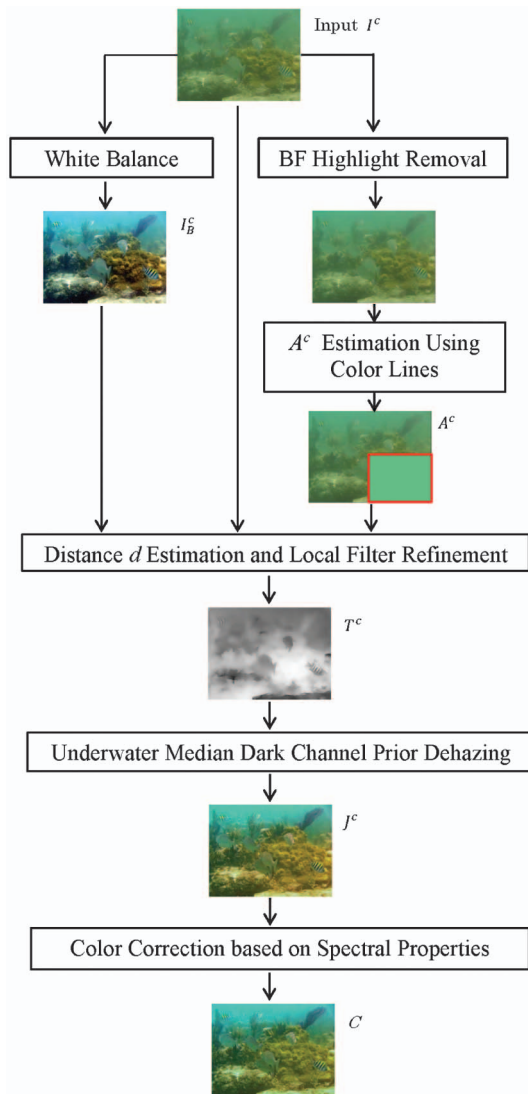 Input I^c
White Balance
BF Highlight Removal
I_B^c
A^c Estimation Using
Color Lines
A^c
Distance d Estimation and Local Filter Refinement
T^c
Underwater Median Dark Channel Prior Dehazing
J^c
Color Correction based on Spectral Properties
C